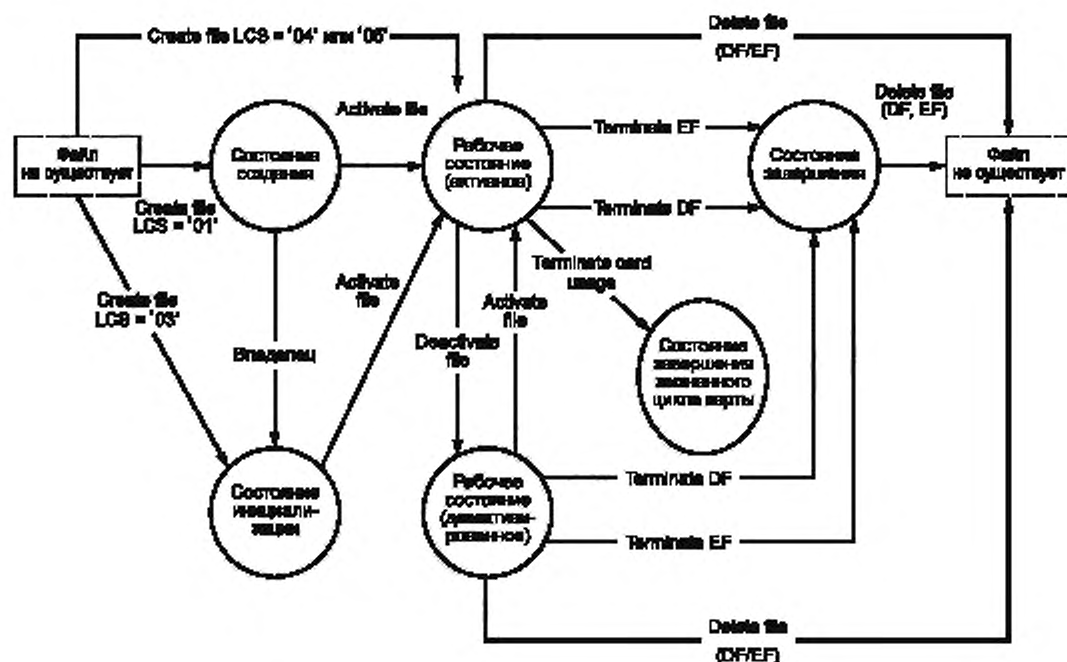 Create file LCS = '04' или '05'
Delete file
(DF/EF)
Файл
не существует
Create file
LCS = '01'
Состояние
создания
Activate file
Рабочее
состояние
(активное)
Terminate EF
Terminate DF
Состояние
завершения
Delete file
(DF, EF)
Файл
не существует
Create file
LCS = '03'
Владелец
Activate
file
Deactivate
file
Activate
file
Terminate card
usage
Состояние
завершения
жизненного
цикла карты
Состояние
инициали-
зации
Рабочее
состояние
(дезактиви-
рованное)
Terminate DF
Terminate EF
Delete file
(DF/EF)